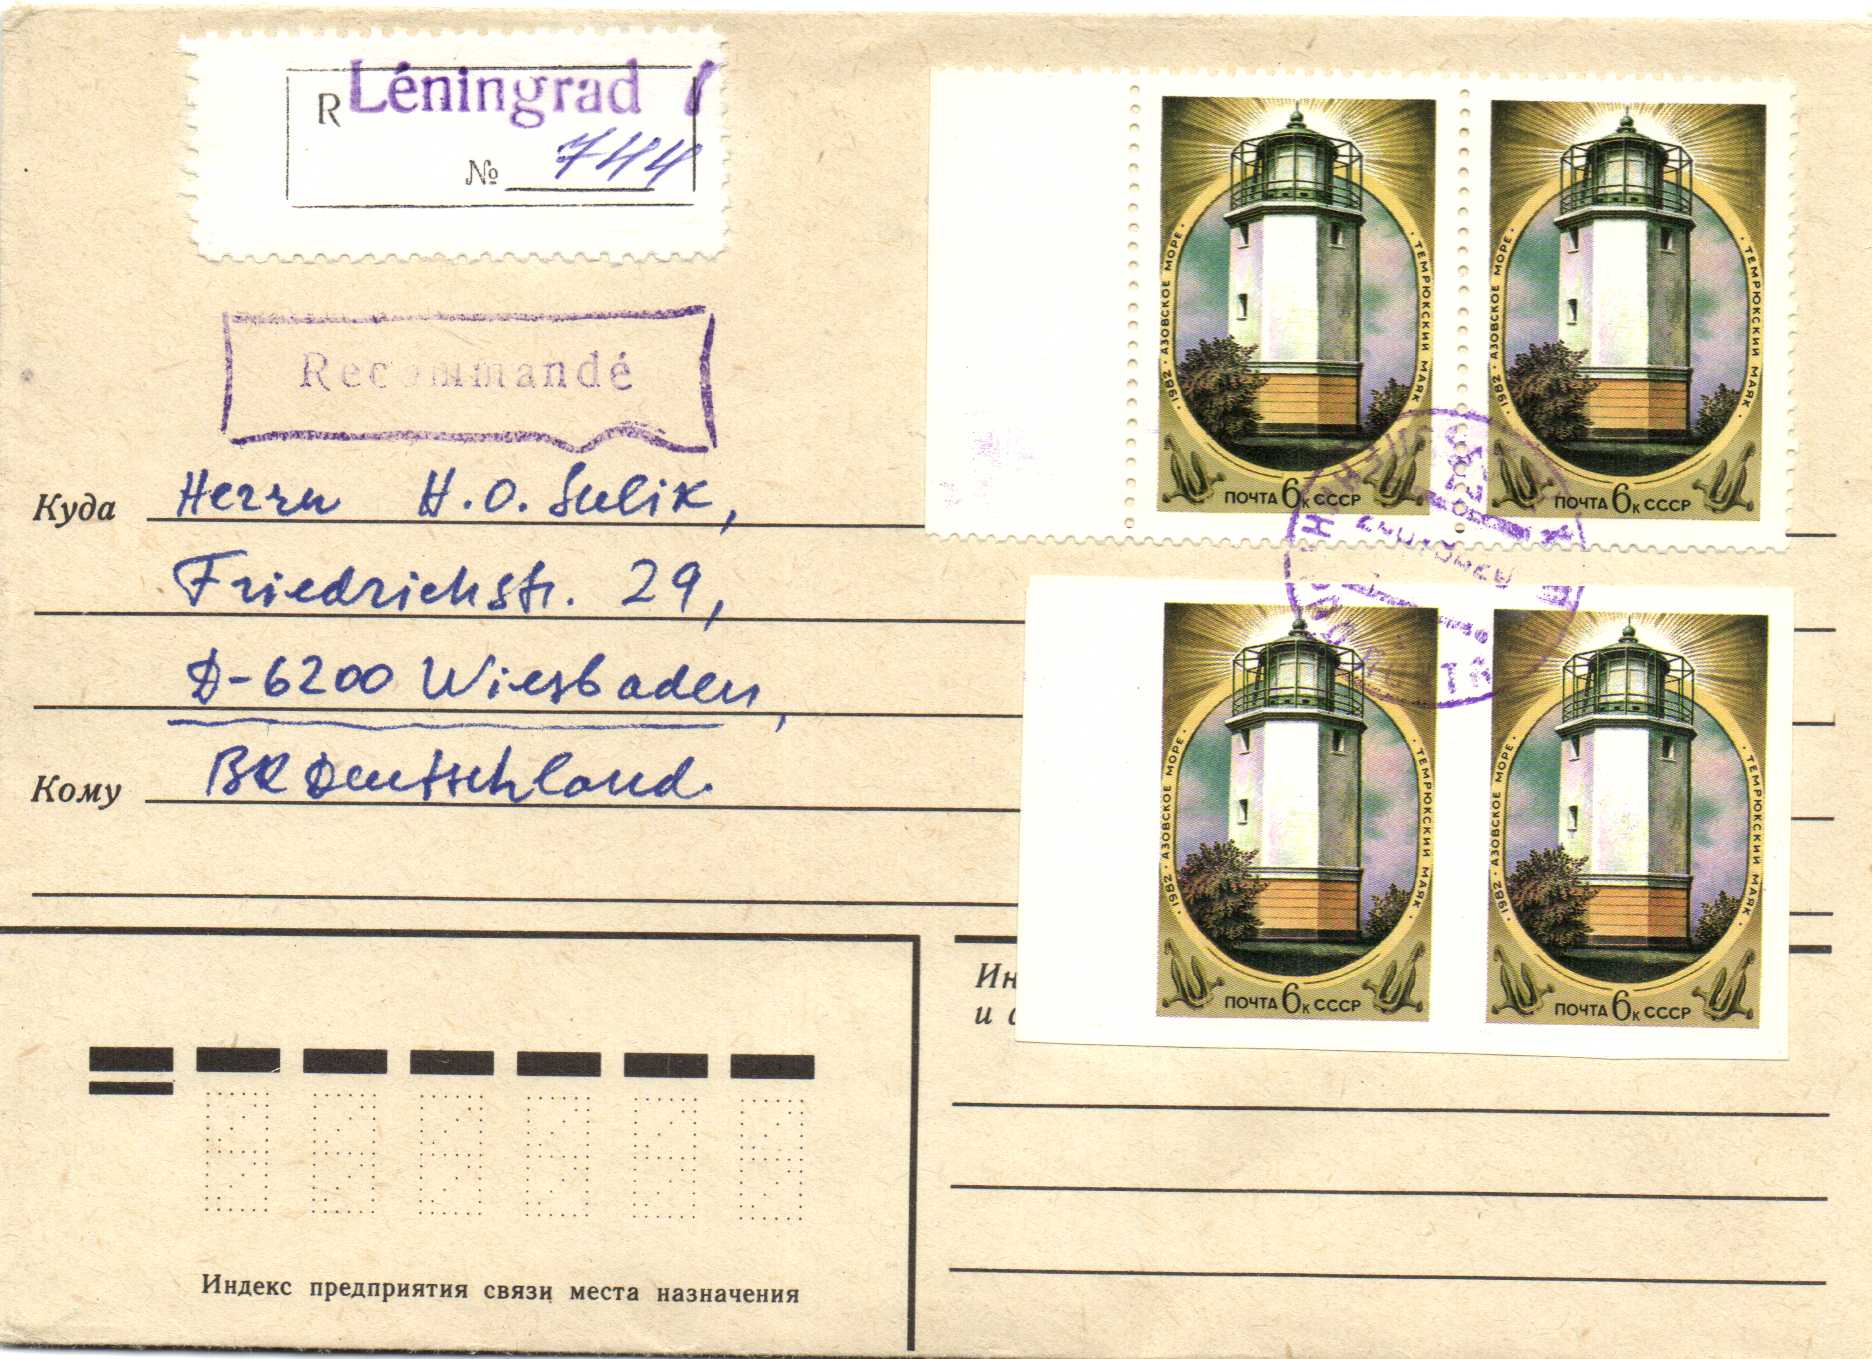 Léningrad 1
R
№ 744
Recommandé
Куда Herrn H.O. Sulik,
Friedrichstr. 29,
D-6200 Wiesbaden,
Кому BR Deutschland.
1982 · АЗОВСКОЕ МОРЕ · ТЕМРЮКСКИЙ МАЯК ·
ПОЧТА 6К СССР
1982 · АЗОВСКОЕ МОРЕ · ТЕМРЮКСКИЙ МАЯК ·
ПОЧТА 6К СССР
1982 · АЗОВСКОЕ МОРЕ · ТЕМРЮКСКИЙ МАЯК ·
ПОЧТА 6К СССР
1982 · АЗОВСКОЕ МОРЕ · ТЕМРЮКСКИЙ МАЯК ·
ПОЧТА 6К СССР
Ин
и
Индекс предприятия связи места назначения